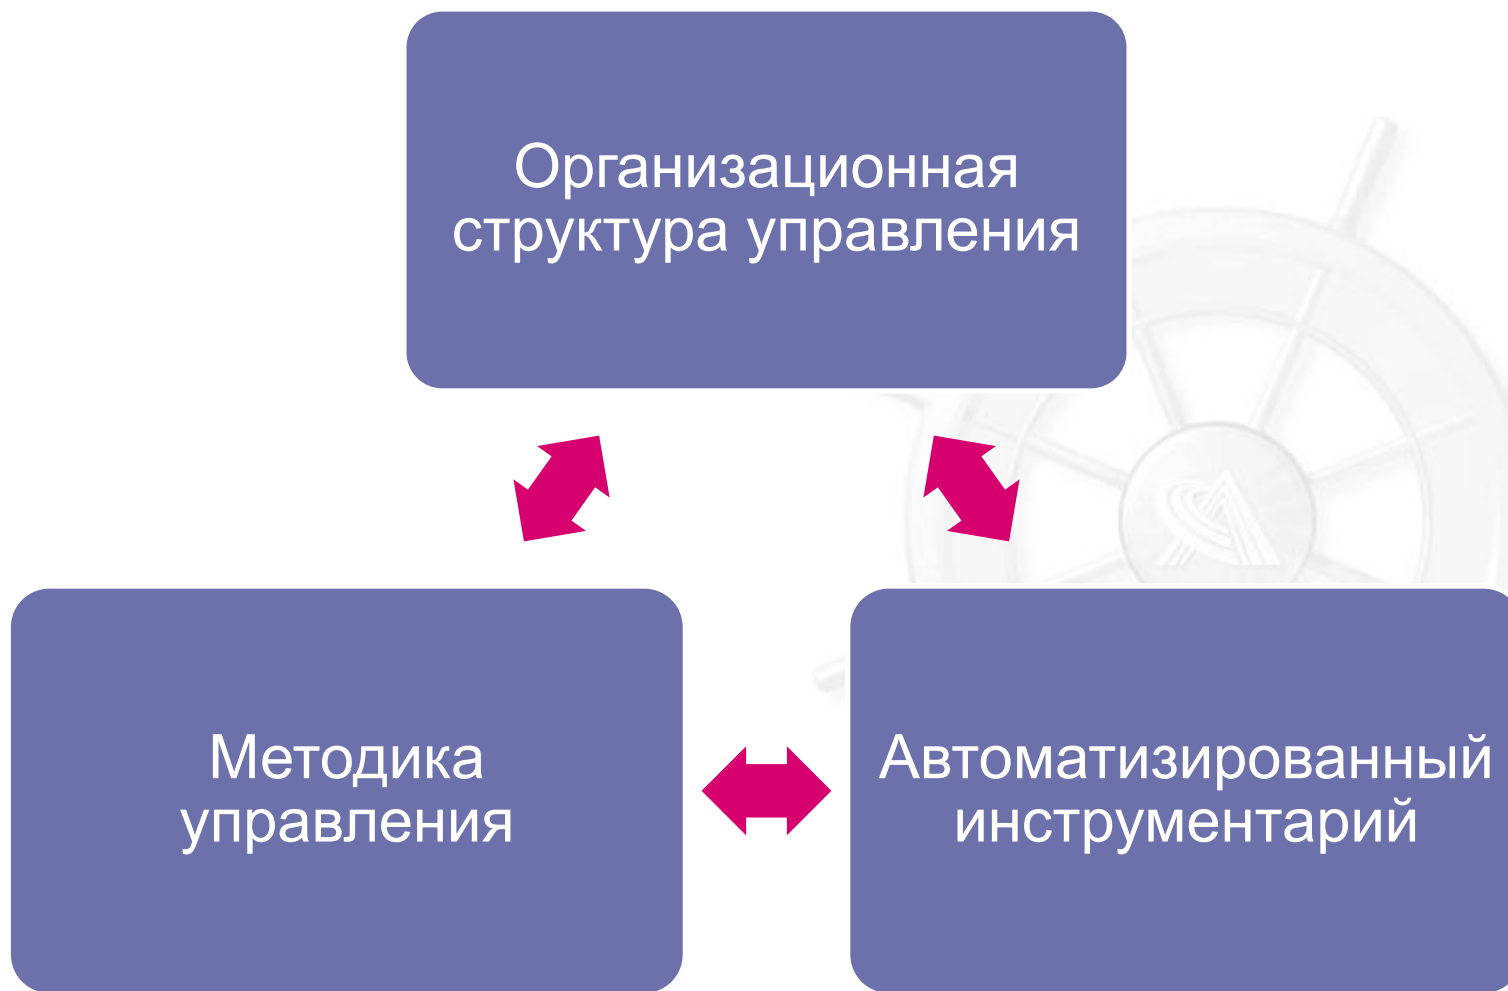 Организационная
структура управления
Методика
управления
Автоматизированный
инструментарий